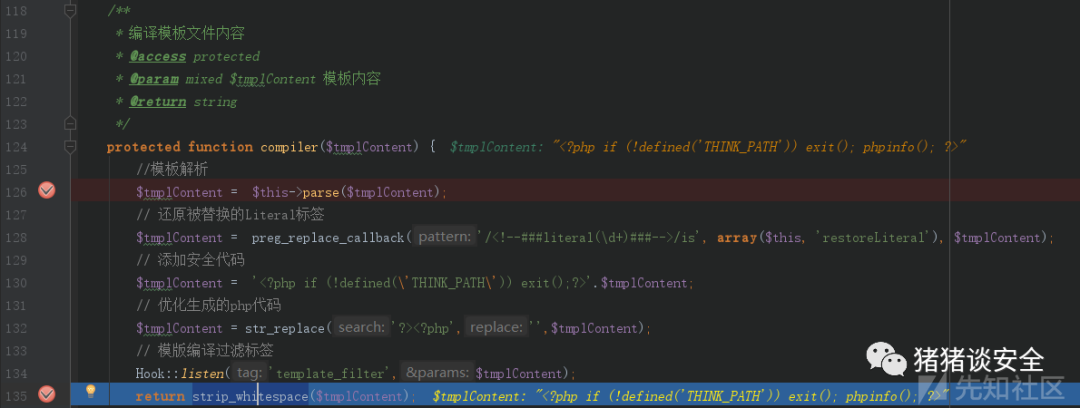 118 /**
119 * 编译模板文件内容
120 * @access protected
121 * @param mixed $tmplContent 模板内容
122 * @return string
123 */
124 protected function compiler($tmplContent) { $tmplContent: "<?php if (!defined('THINK_PATH')) exit(); phpinfo(); ?>"
125 //模板解析
126 $tmplContent = $this->parse($tmplContent);
127 // 还原被替换的Literal标签
128 $tmplContent = preg_replace_callback( pattern: '/<!--###literal(\d+)###-->/is', array($this, 'restoreLiteral'), $tmplContent);
129 // 添加安全代码
130 $tmplContent = '<?php if (!defined(\'THINK_PATH\')) exit();?>'.$tmplContent;
131 // 优化生成的php代码
132 $tmplContent = str_replace( search: '?><?php', replace: '',$tmplContent);
133 // 模版编译过滤标签
134 Hook::listen( tag: 'template_filter', &params: $tmplContent);
135 return strip_whitespace($tmplContent); $tmplContent: "<?php if (!defined('THINK_PATH')) exit(); phpinfo(); ?>"
猪猪谈安全
先知社区